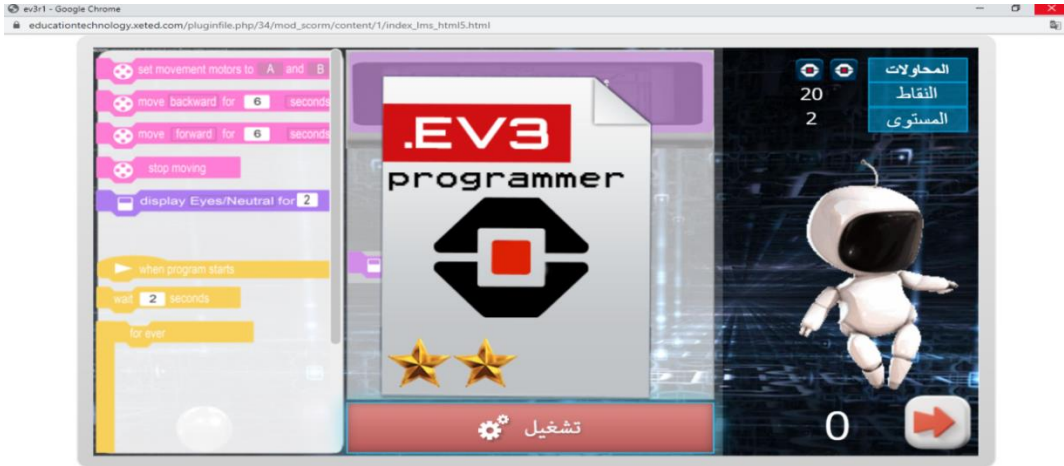 ev3r1 - Google Chrome
educationtechnology.xeted.com/pluginfile.php/34/mod_scorm/content/1/index_lms_html5.html
set movement motors to A and B
move backward for 6 seconds
move forward for 6 seconds
stop moving
display Eyes/Neutral for 2
when program starts
wait 2 seconds
for ever
.EV3
programmer
تشغيل
المحاولات
20 النقاط
2 المستوى
0